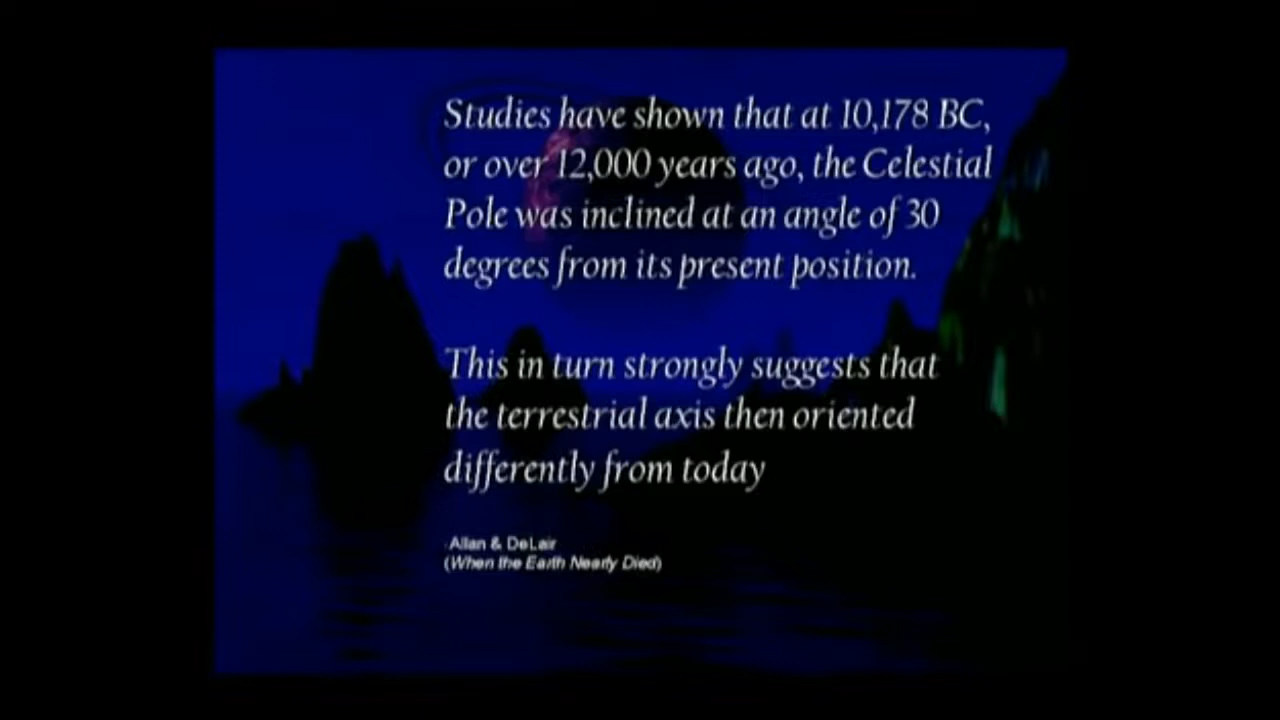 Studies have shown that at 10,178 BC,
or over 12,000 years ago, the Celestial
Pole was inclined at an angle of 30
degrees from its present position.
This in turn strongly suggests that
the terrestrial axis then oriented
differently from today
-Allan & DeLair
(When the Earth Nearly Died)